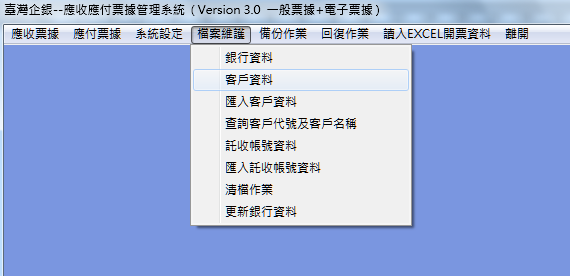 臺灣企銀--應收應付票據管理系統 ( Version 3.0 一般票據+電子票據 )
應收票據 應付票據 系統設定 檔案維護 備份作業 回復作業 讀入EXCEL開票資料 離開
銀行資料
客戶資料
匯入客戶資料
查詢客戶代號及客戶名稱
託收帳號資料
匯入託收帳號資料
清檔作業
更新銀行資料